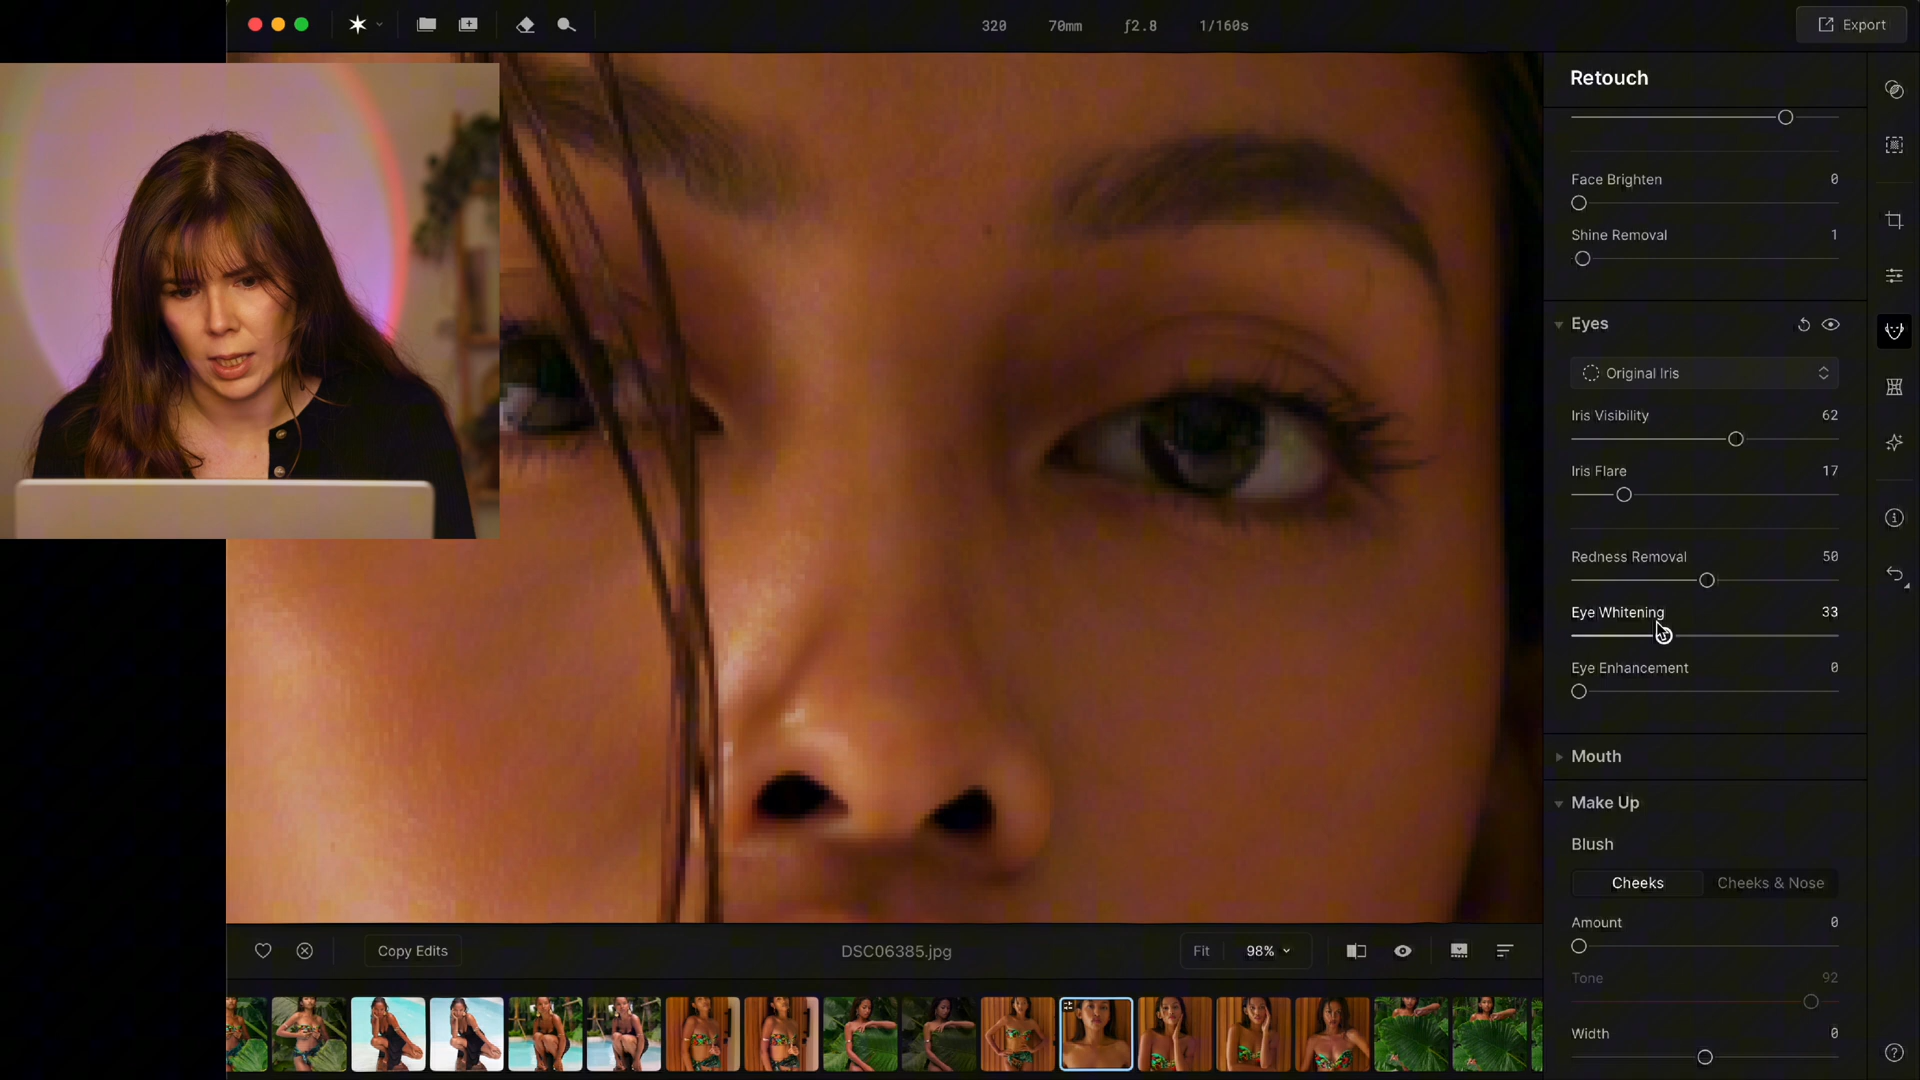 320 70mm ƒ2.8 1/160s
Export
Retouch
Face Brighten 0
Shine Removal 1
Eyes
Original Iris
Iris Visibility 62
Iris Flare 17
Redness Removal 50
Eye Whitening 33
Eye Enhancement 0
Mouth
Make Up
Blush
Cheeks Cheeks & Nose
Amount 0
Tone 92
Width 0
Copy Edits
DSC06385.jpg
Fit 98%